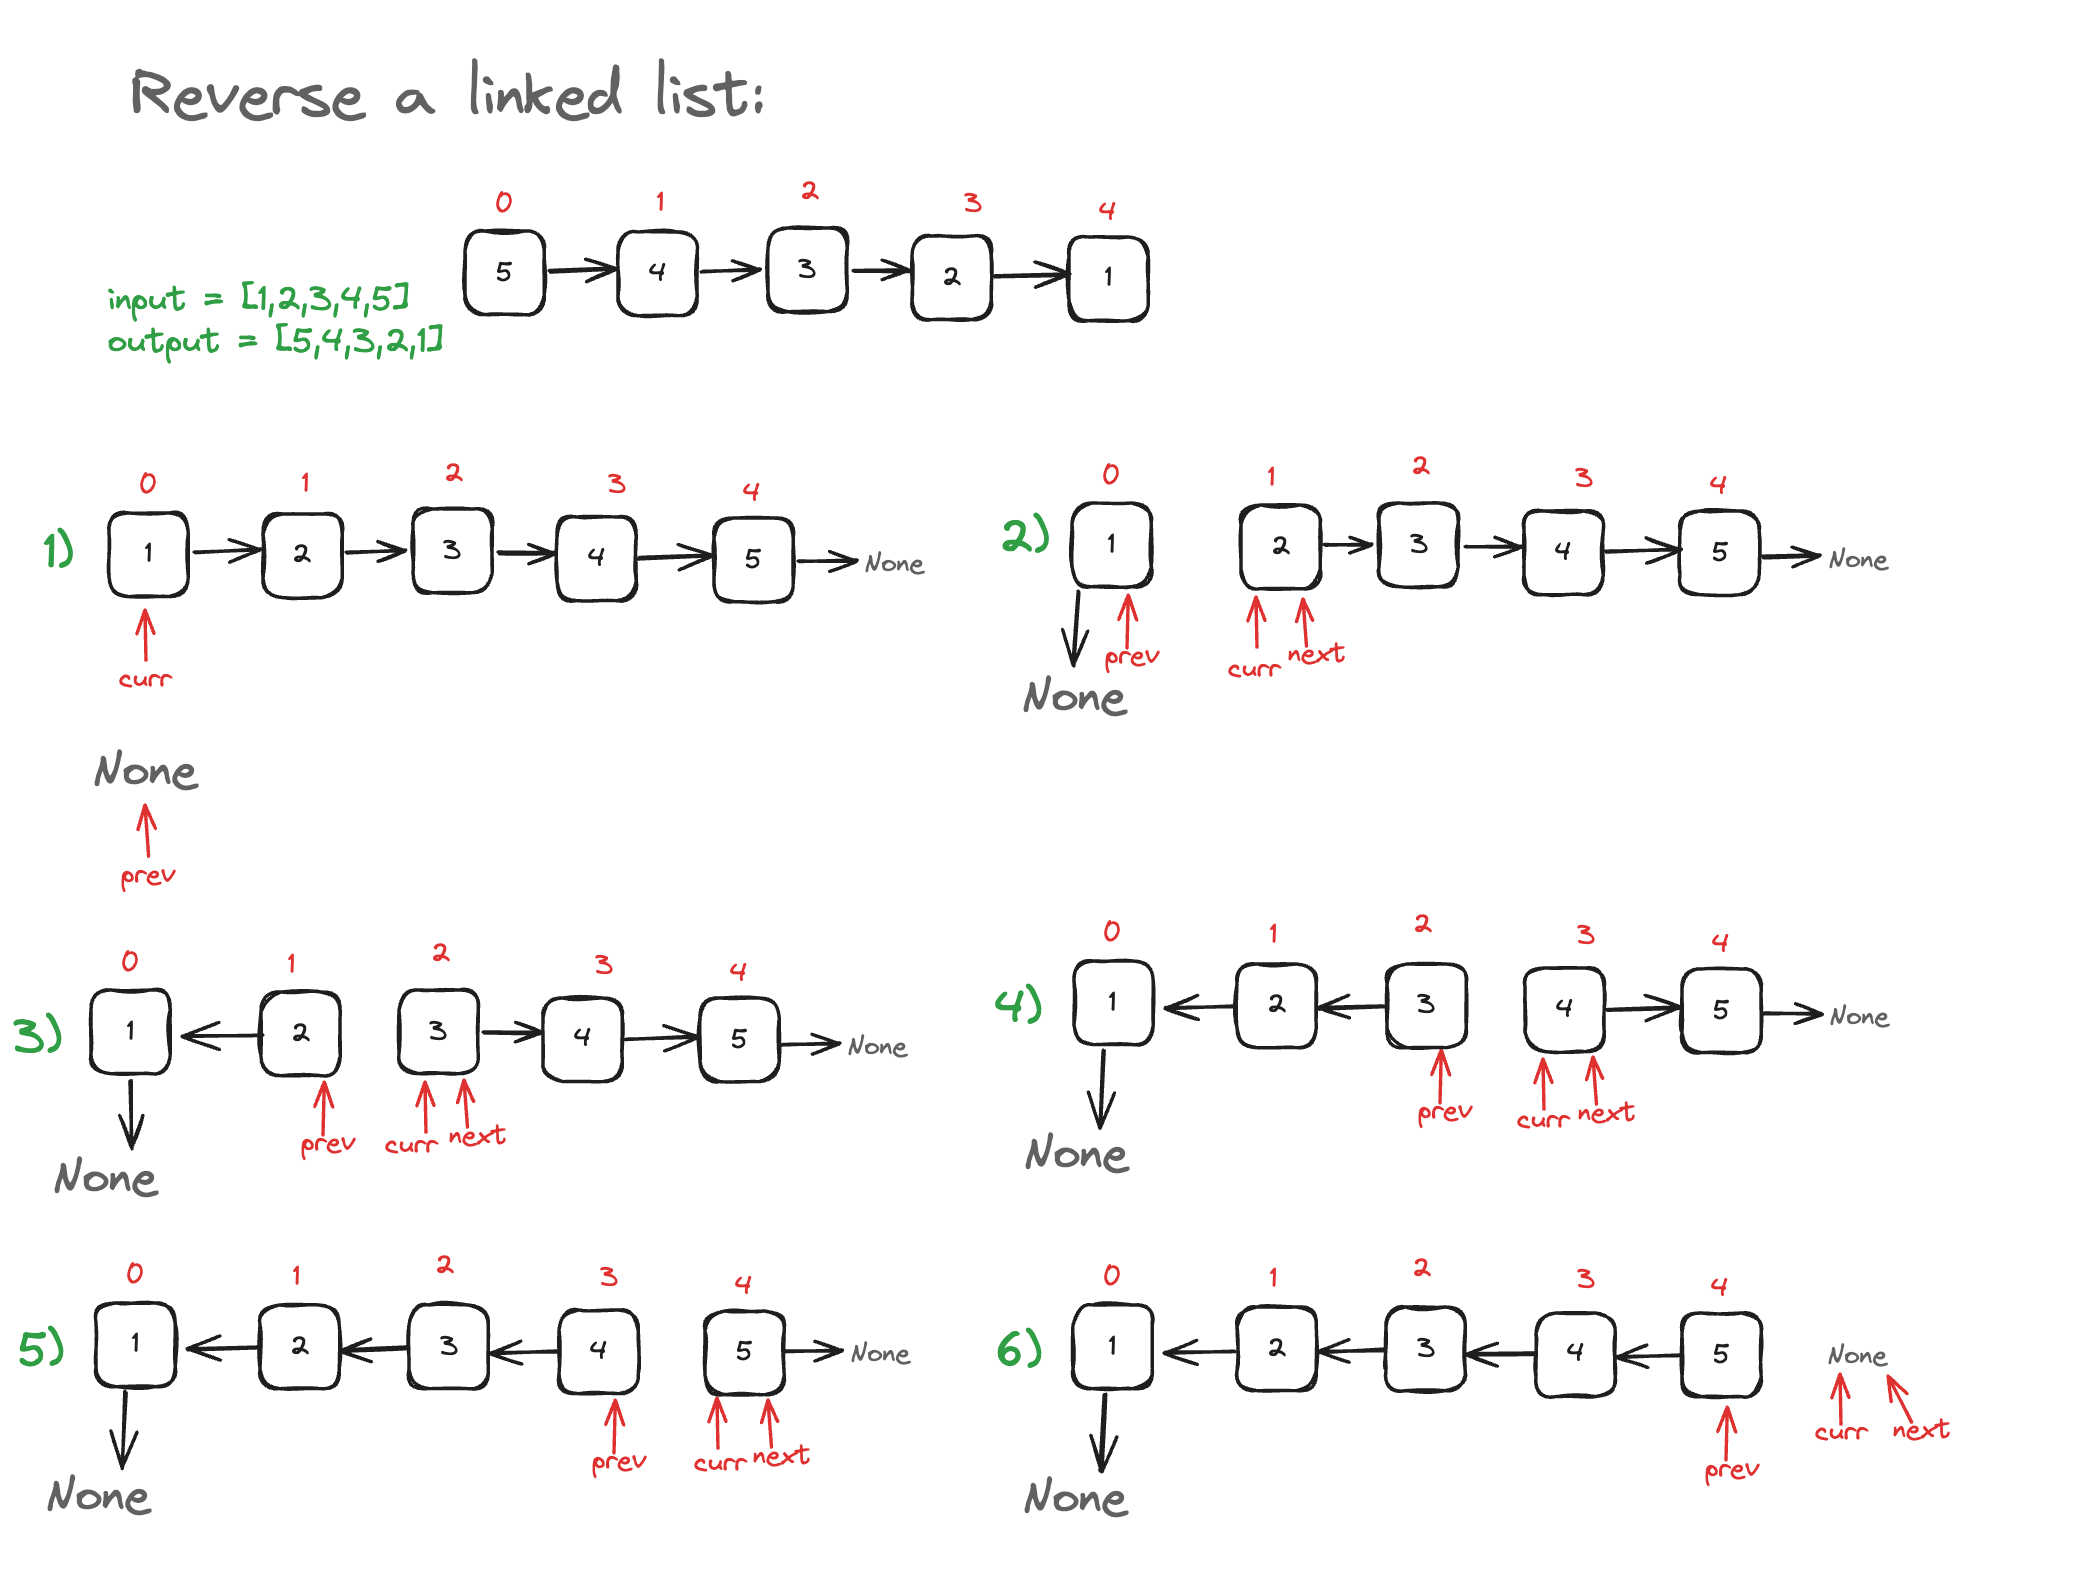 Reverse a linked list:
0 1 2 3 4
5 4 3 2 1
input = [1,2,3,4,5]
output = [5,4,3,2,1]
0 1 2 3 4
1) 1 2 3 4 5 None
curr
None
prev
0 1 2 3 4
2) 1 2 3 4 5 None
prev curr next
None
0 1 2 3 4
3) 1 2 3 4 5 None
prev curr next
None
0 1 2 3 4
4) 1 2 3 4 5 None
prev curr next
None
0 1 2 3 4
5) 1 2 3 4 5 None
prev curr next
None
0 1 2 3 4
6) 1 2 3 4 5 None
curr next
prev
None